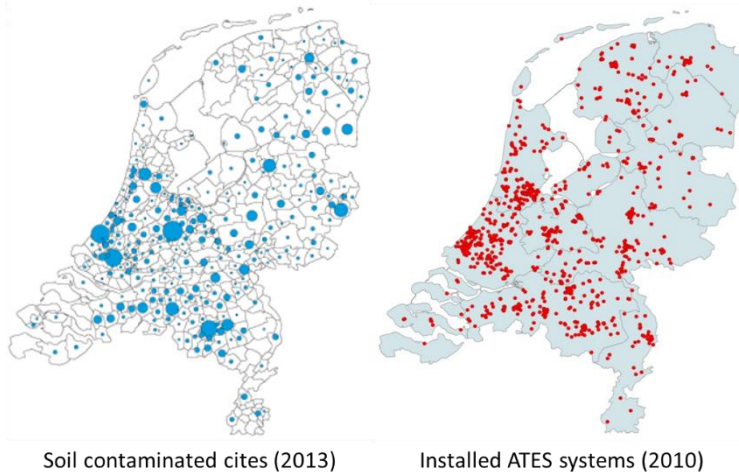 Soil contaminated cites (2013)
Installed ATES systems (2010)